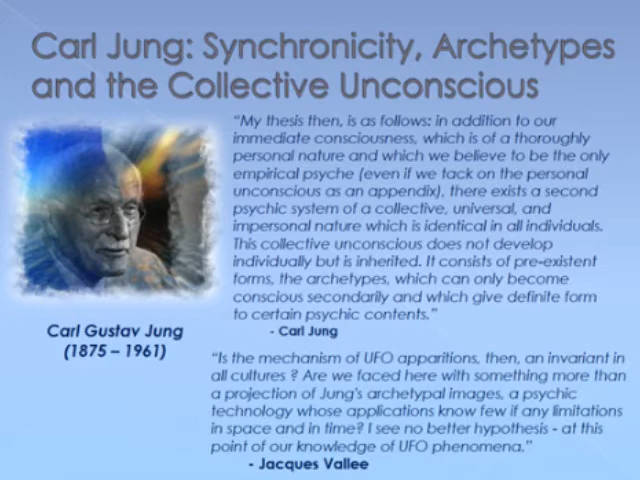 Carl Jung: Synchronicity, Archetypes
and the Collective Unconscious
"My thesis then, is as follows: in addition to our
immediate consciousness, which is of a thoroughly
personal nature and which we believe to be the only
empirical psyche (even if we tack on the personal
unconscious as an appendix), there exists a second
psychic system of a collective, universal, and
impersonal nature which is identical in all individuals.
This collective unconscious does not develop
individually but is inherited. It consists of pre-existent
forms, the archetypes, which can only become
conscious secondarily and which give definite form
to certain psychic contents."
- Carl Jung
Carl Gustav Jung
(1875 – 1961)
"Is the mechanism of UFO apparitions, then, an invariant in
all cultures ? Are we faced here with something more than
a projection of Jung's archetypal images, a psychic
technology whose applications know few if any limitations
in space and in time? I see no better hypothesis - at this
point of our knowledge of UFO phenomena."
- Jacques Vallee